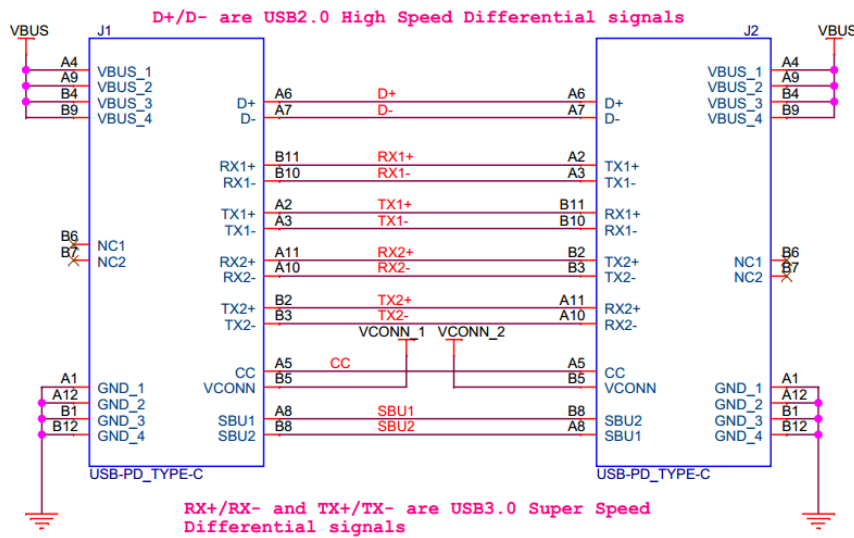 D+/D- are USB2.0 High Speed Differential signals
VBUS J1 J2 VBUS
A4 VBUS_1 VBUS_1 A4
A9 VBUS_2 VBUS_2 A9
B4 VBUS_3 VBUS_3 B4
B9 VBUS_4 VBUS_4 B9
D+ A6 D+ A6 D+
D- A7 D- A7 D-
RX1+ B11 RX1+ A2 TX1+
RX1- B10 RX1- A3 TX1-
TX1+ A2 TX1+ B11 RX1+
TX1- A3 TX1- B10 RX1-
B6 NC1 NC1 B6
B7 NC2 NC2 B7
RX2+ A11 RX2+ B2 TX2+
RX2- A10 RX2- B3 TX2-
TX2+ B2 TX2+ A11 RX2+
TX2- B3 TX2- A10 RX2-
VCONN_1 VCONN_2
CC A5 CC A5 CC
VCONN B5 B5 VCONN
A1 GND_1 GND_1 A1
A12 GND_2 GND_2 A12
B1 GND_3 GND_3 B1
B12 GND_4 GND_4 B12
SBU1 A8 SBU1 B8 SBU2
SBU2 B8 SBU2 A8 SBU1
USB-PD_TYPE-C USB-PD_TYPE-C
RX+/RX- and TX+/TX- are USB3.0 Super Speed
Differential signals